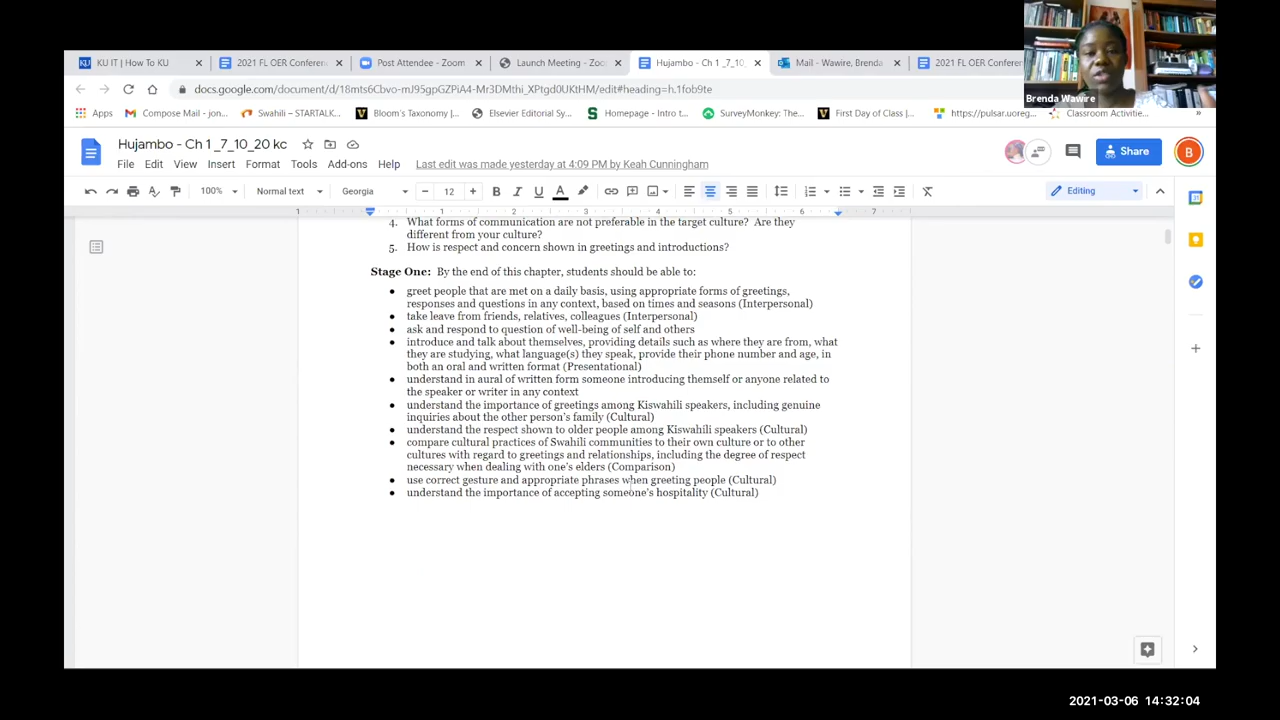 KU IT | How To KU
2021 FL OER Conferen
Post Attendee - Zoom
Launch Meeting - Zoo
Hujambo - Ch 1 _7_10_
Mail - Wawire, Brenda
2021 FL OER Conferen
docs.google.com/document/d/18mts6Cbvo-mJ95gpGZPiA4-Mr3DMthi_XPtgd0UKtHM/edit#heading=h.1fob9te
Brenda Wawire
Apps
Compose Mail - jon...
Swahili – STARTALK...
Bloom's Taxonomy |...
Elsevier Editorial Sy...
Homepage - Intro t...
SurveyMonkey: The...
First Day of Class |...
https://pulsar.uoreg...
Classroom Activitie...
»
Hujambo - Ch 1 _7_10_20 kc
File Edit View Insert Format Tools Add-ons Help Last edit was made yesterday at 4:09 PM by Keah Cunningham
Share
B
100% Normal text Georgia − 12 + B I U A
Editing
1 1 2 3 4 5 6 7
4. What forms of communication are not preferable in the target culture? Are they
different from your culture?
5. How is respect and concern shown in greetings and introductions?
Stage One: By the end of this chapter, students should be able to:
● greet people that are met on a daily basis, using appropriate forms of greetings,
responses and questions in any context, based on times and seasons (Interpersonal)
● take leave from friends, relatives, colleagues (Interpersonal)
● ask and respond to question of well-being of self and others
● introduce and talk about themselves, providing details such as where they are from, what
they are studying, what language(s) they speak, provide their phone number and age, in
both an oral and written format (Presentational)
● understand in aural of written form someone introducing themself or anyone related to
the speaker or writer in any context
● understand the importance of greetings among Kiswahili speakers, including genuine
inquiries about the other person's family (Cultural)
● understand the respect shown to older people among Kiswahili speakers (Cultural)
● compare cultural practices of Swahili communities to their own culture or to other
cultures with regard to greetings and relationships, including the degree of respect
necessary when dealing with one's elders (Comparison)
● use correct gesture and appropriate phrases when greeting people (Cultural)
● understand the importance of accepting someone's hospitality (Cultural)
2021-03-06 14:32:04